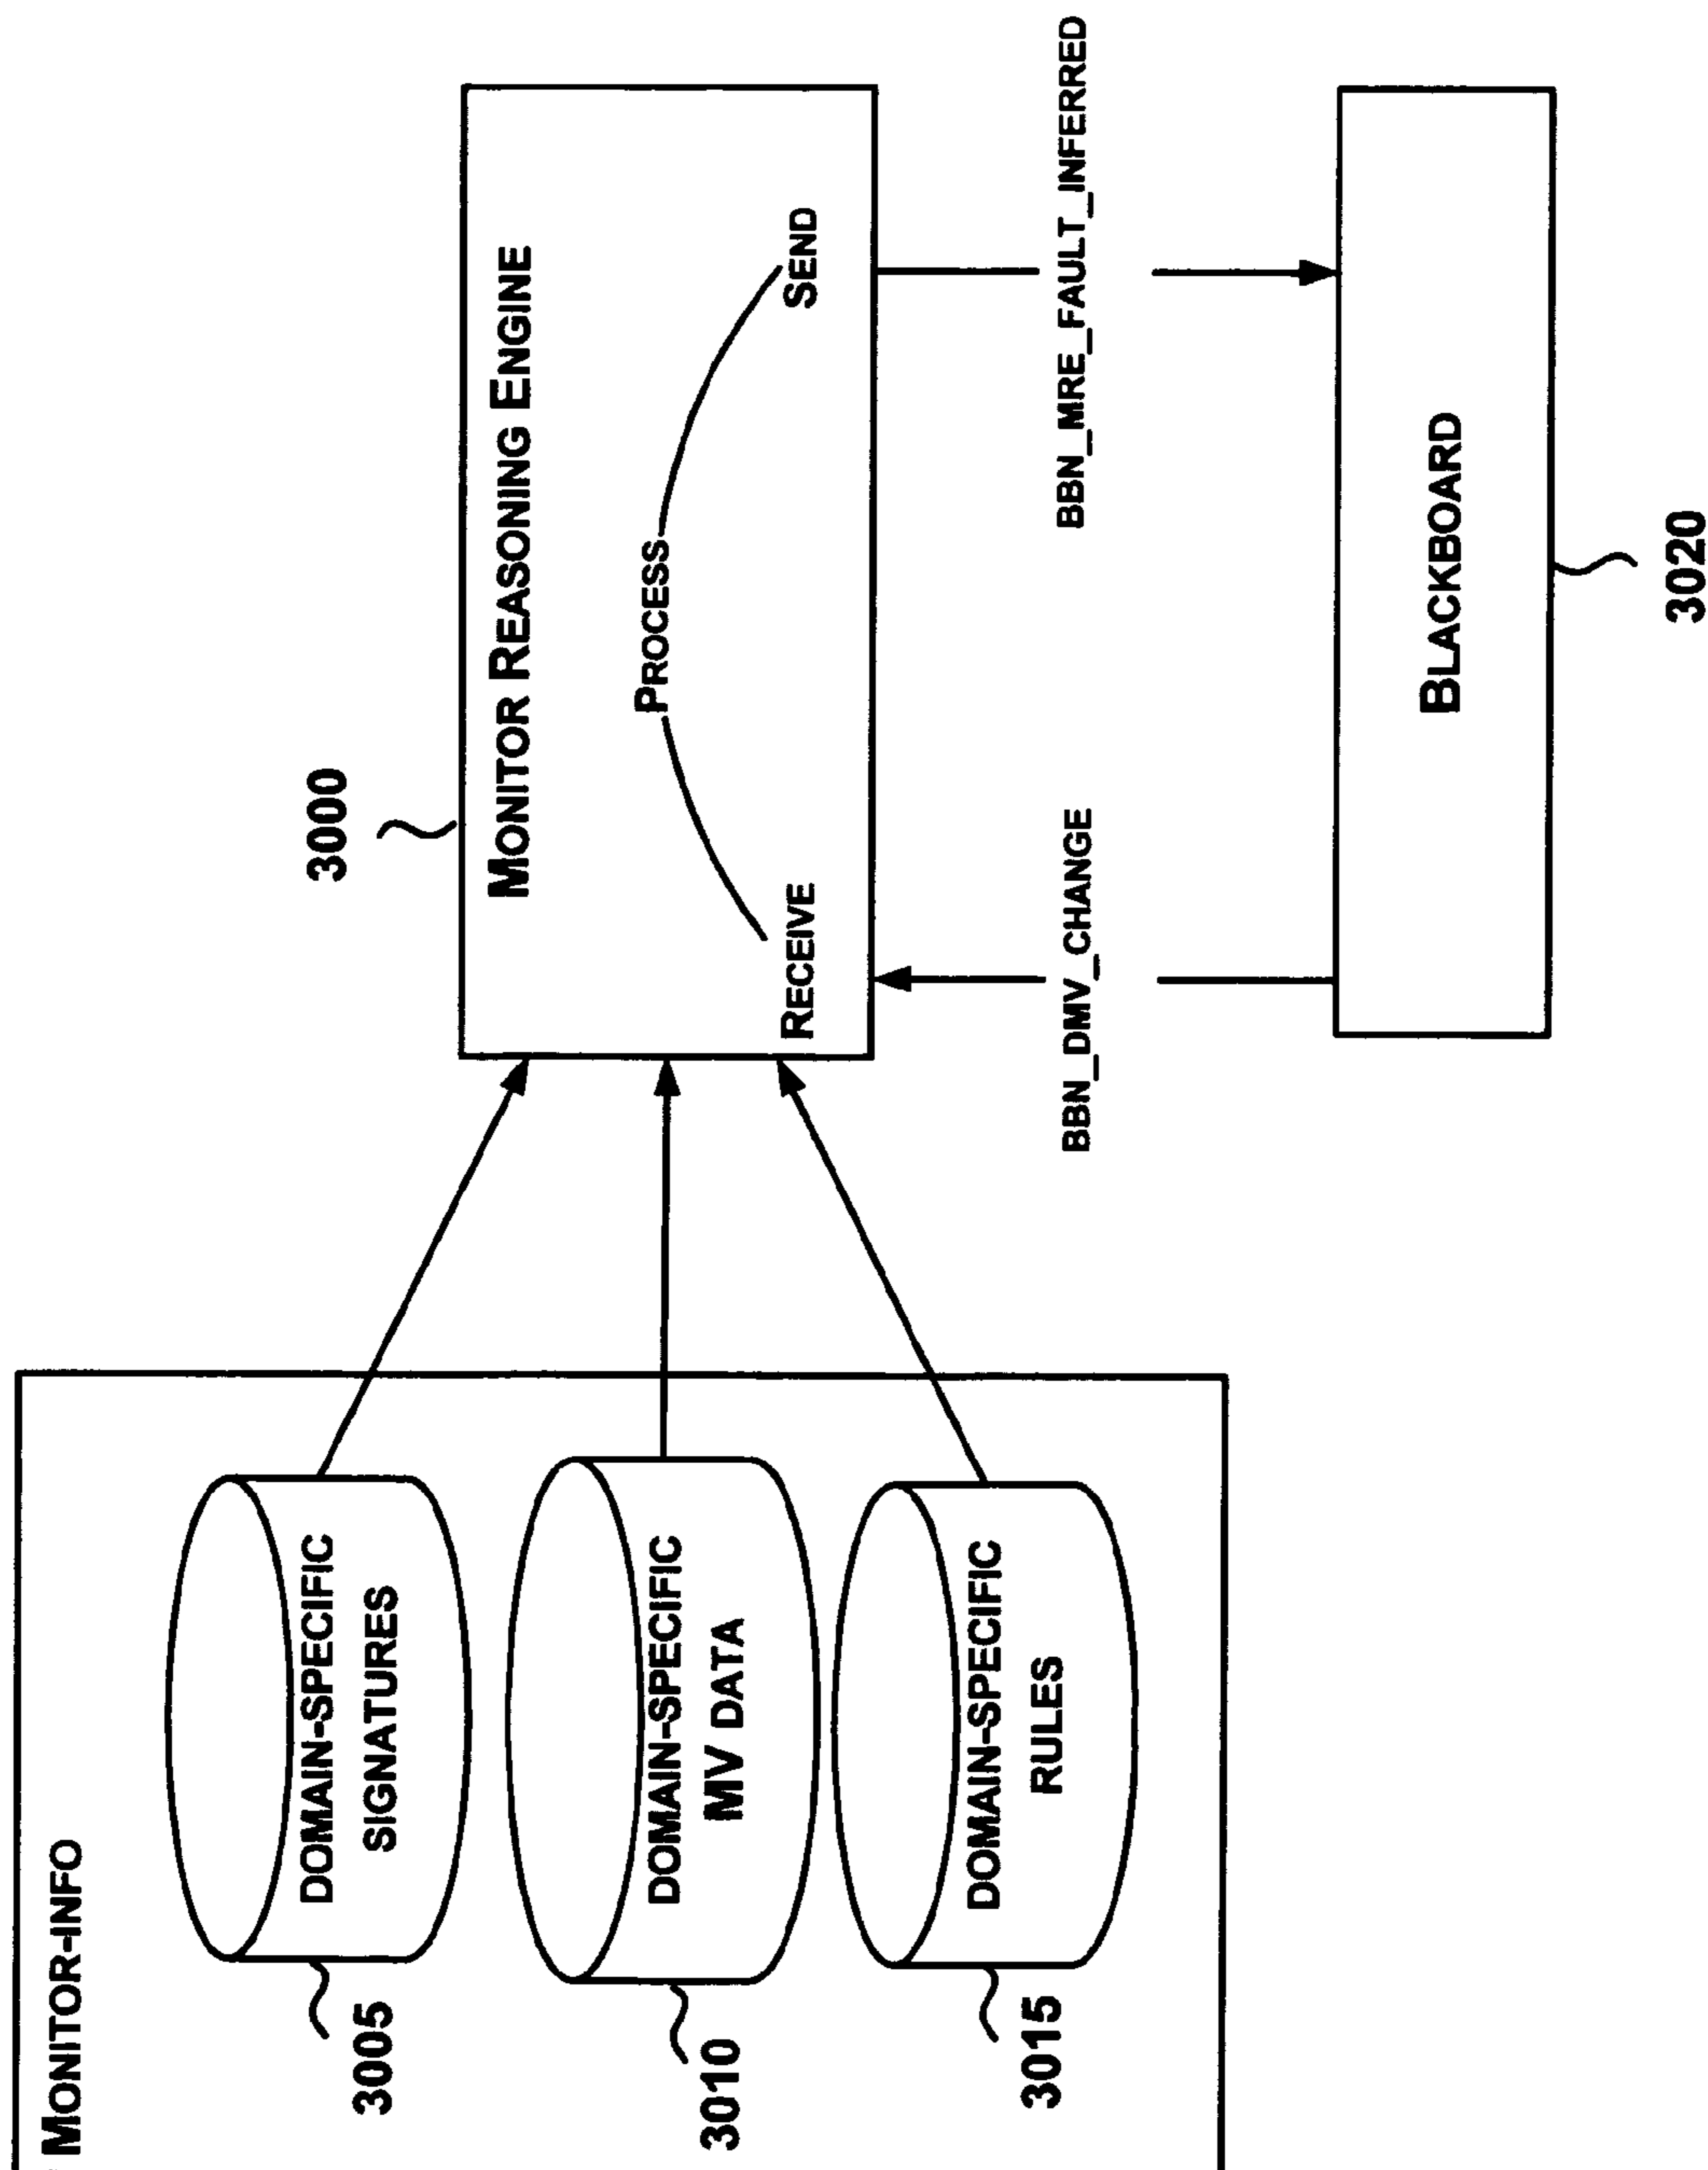 MONITOR-INFO
DOMAIN-SPECIFIC
SIGNATURES
3005
DOMAIN-SPECIFIC
MV DATA
3010
DOMAIN-SPECIFIC
RULES
3015
3000
MONITOR REASONING ENGINE
PROCESS
RECEIVE
SEND
BBN_DMV_CHANGE
BBN_MRE_FAULT_INFERRED
BLACKBOARD
3020